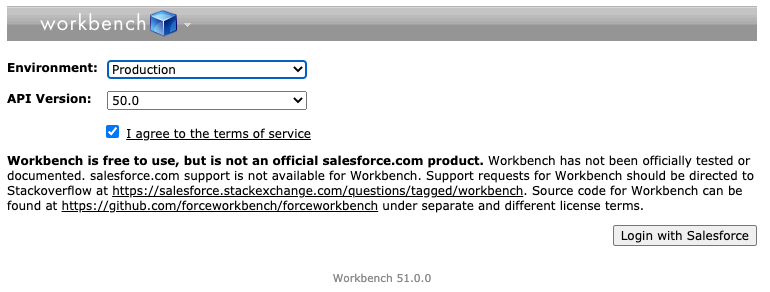 workbench
Environment: Production
API Version: 50.0
I agree to the terms of service
Workbench is free to use, but is not an official salesforce.com product. Workbench has not been officially tested or
documented. salesforce.com support is not available for Workbench. Support requests for Workbench should be directed to
Stackoverflow at https://salesforce.stackexchange.com/questions/tagged/workbench. Source code for Workbench can be
found at https://github.com/forceworkbench/forceworkbench under separate and different license terms.
Login with Salesforce
Workbench 51.0.0